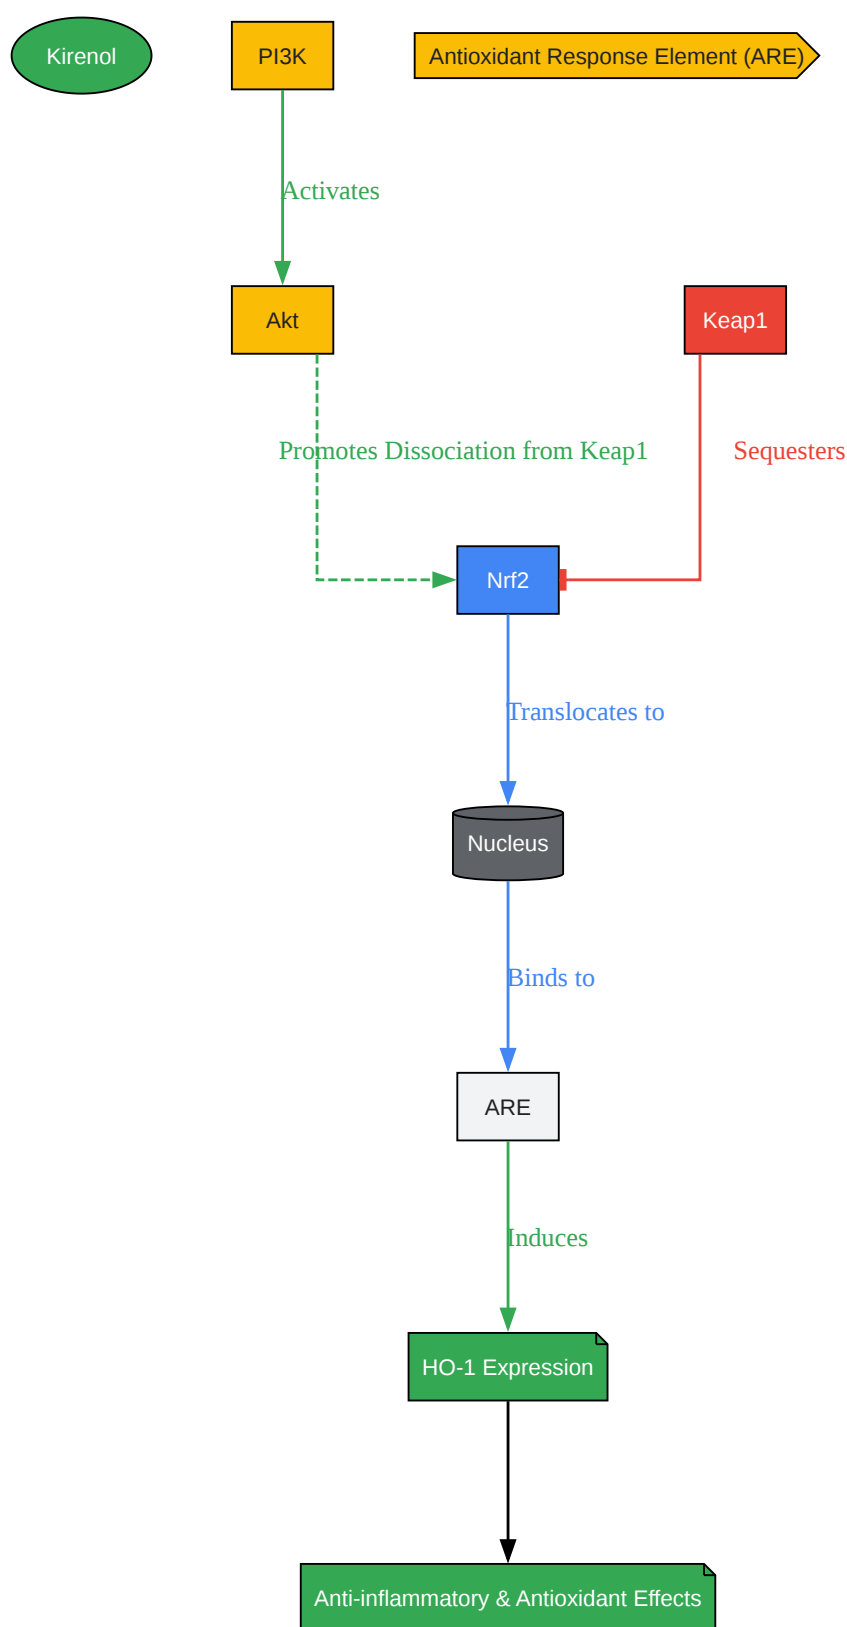 Kirenol
PI3K
Antioxidant Response Element (ARE)
Activates
Akt
Keap1
Promotes Dissociation from Keap1
Sequesters
Nrf2
Translocates to
Nucleus
Binds to
ARE
Induces
HO-1 Expression
Anti-inflammatory & Antioxidant Effects